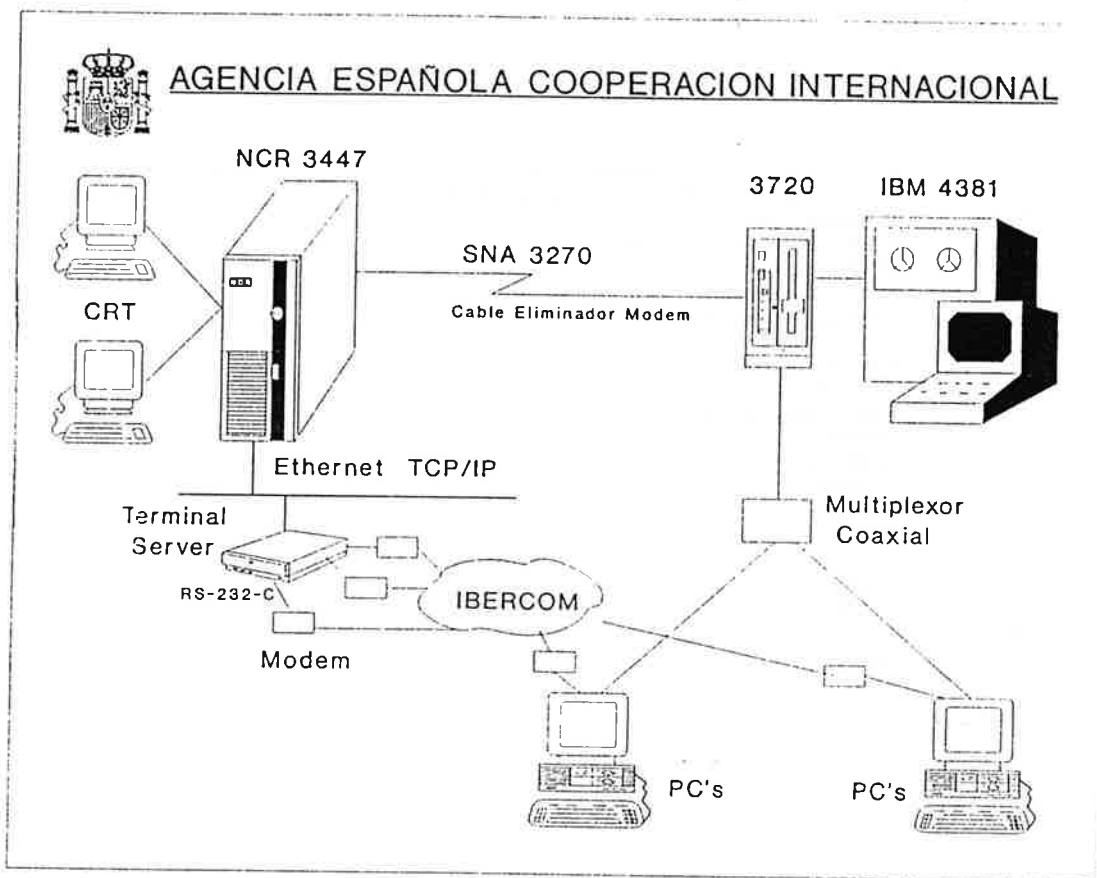 AGENCIA ESPAÑOLA COOPERACION INTERNACIONAL
NCR 3447
3720
IBM 4381
SNA 3270
Cable Eliminador Modem
CRT
NCR
Ethernet TCP/IP
Terminal
Server
RS-232-C
IBERCOM
Multiplexor
Coaxial
Modem
PC's
PC's